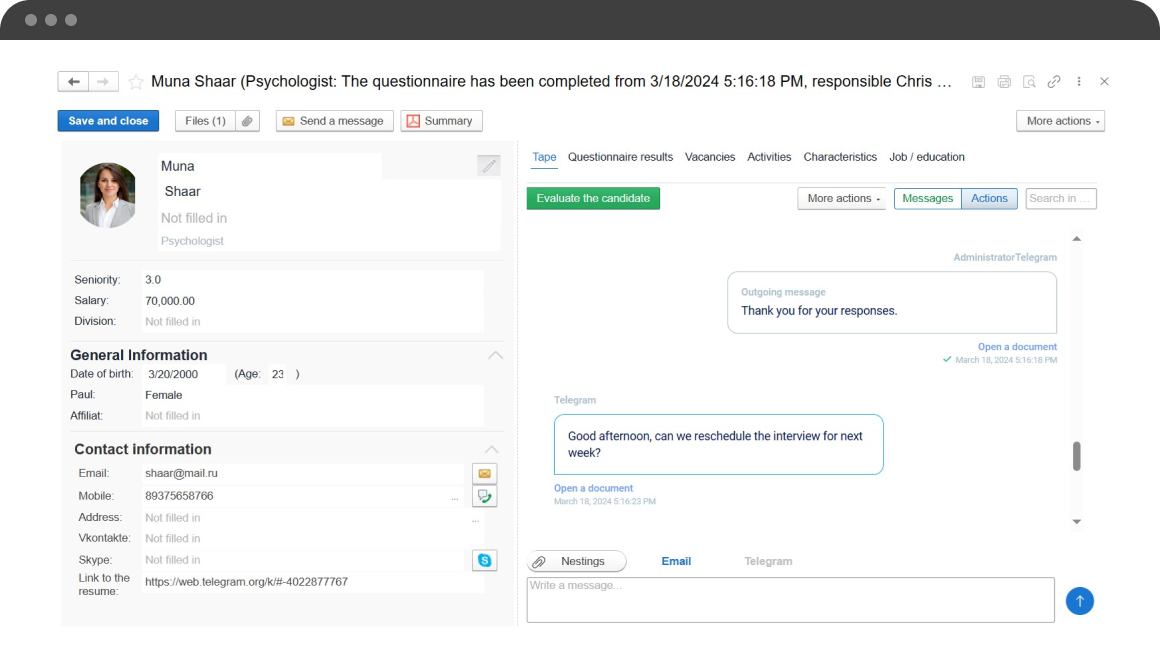 Muna Shaar (Psychologist: The questionnaire has been completed from 3/18/2024 5:16:18 PM, responsible Chris ...
Save and close
Files (1)
Send a message
Summary
More actions
Muna
Shaar
Not filled in
Psychologist
Seniority: 3.0
Salary: 70,000.00
Division: Not filled in
General Information
Date of birth: 3/20/2000 (Age: 23 )
Paul: Female
Affiliat: Not filled in
Contact information
Email: shaar@mail.ru
Mobile: 89375658766 ...
Address: Not filled in ...
Vkontakte: Not filled in
Skype: Not filled in
Link to the
resume: https://web.telegram.org/k/#-4022877767
Tape Questionnaire results Vacancies Activities Characteristics Job / education
Evaluate the candidate
More actions
Messages Actions
Search in ...
AdministratorTelegram
Outgoing message
Thank you for your responses.
Open a document
March 18, 2024 5:16:18 PM
Telegram
Good afternoon, can we reschedule the interview for next
week?
Open a document
March 18, 2024 5:16:23 PM
Nestings Email Telegram
Write a message...